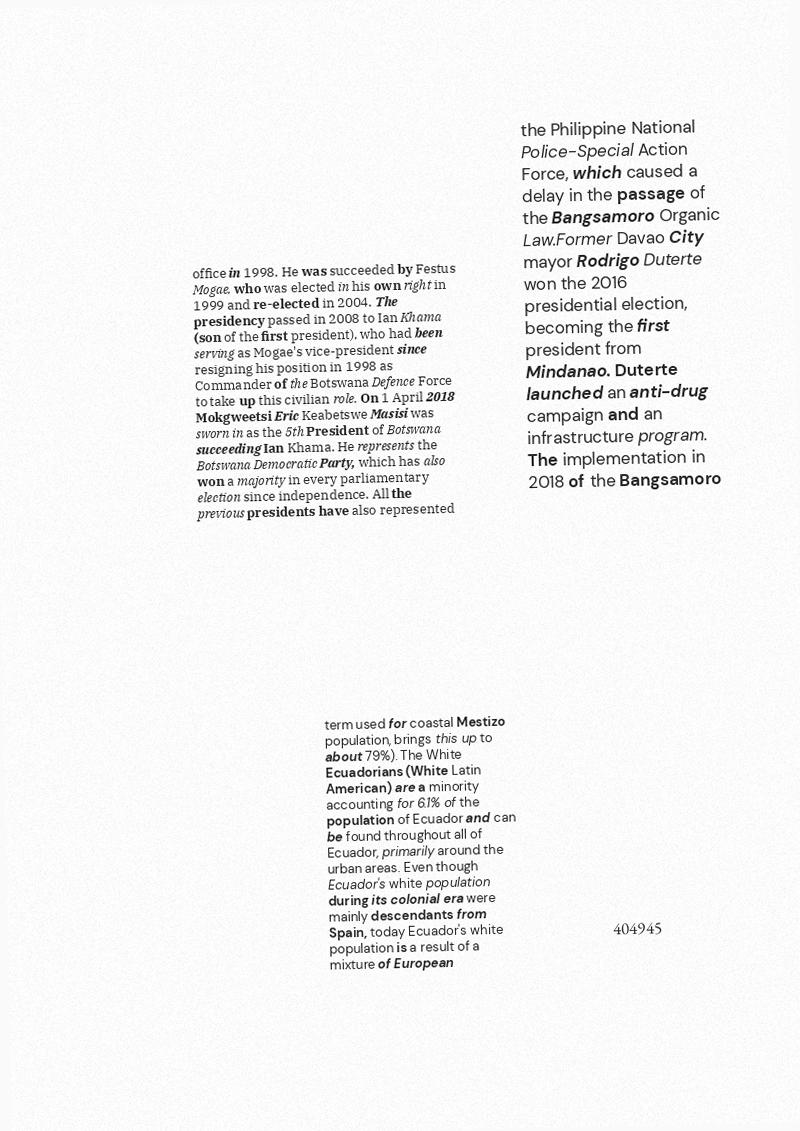 office in 1998. He was succeeded by Festus
Mogae, who was elected in his own right in
1999 and re-elected in 2004. The
presidency passed in 2008 to Ian Khama
(son of the first president), who had been
serving as Mogae's vice-president since
resigning his position in 1998 as
Commander of the Botswana Defence Force
to take up this civilian role. On 1 April 2018
Mokgweetsi Eric Keabetswe Masisi was
sworn in as the 5th President of Botswana
succeeding Ian Khama. He represents the
Botswana Democratic Party, which has also
won a majority in every parliamentary
election since independence. All the
previous presidents have also represented
the Philippine National
Police-Special Action
Force, which caused a
delay in the passage of
the Bangsamoro Organic
Law.Former Davao City
mayor Rodrigo Duterte
won the 2016
presidential election,
becoming the first
president from
Mindanao. Duterte
launched an anti-drug
campaign and an
infrastructure program.
The implementation in
2018 of the Bangsamoro
term used for coastal Mestizo
population, brings this up to
about 79%). The White
Ecuadorians (White Latin
American) are a minority
accounting for 6.1% of the
population of Ecuador and can
be found throughout all of
Ecuador, primarily around the
urban areas. Even though
Ecuador's white population
during its colonial era were
mainly descendants from
Spain, today Ecuador's white
population is a result of a
mixture of European
404945